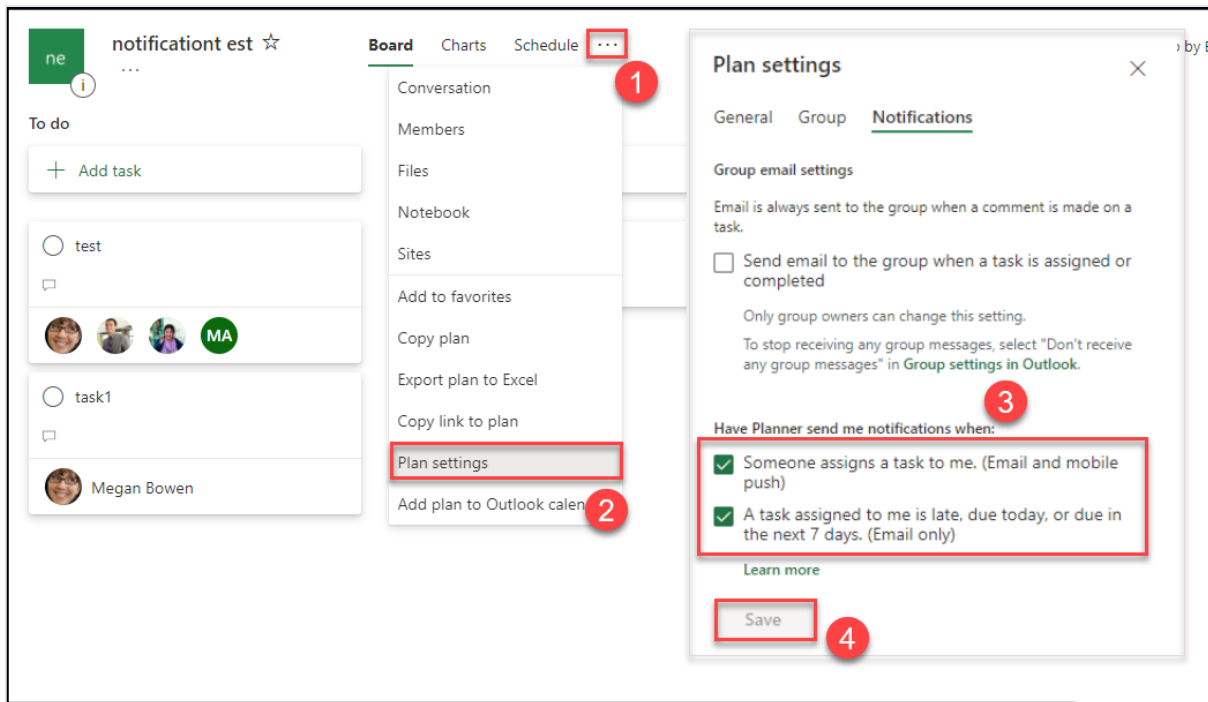 ne
notificationt est
...
i
Board Charts Schedule ...
1
To do
Add task
test
MA
task1
Megan Bowen
Conversation
Members
Files
Notebook
Sites
Add to favorites
Copy plan
Export plan to Excel
Copy link to plan
Plan settings
Add plan to Outlook calen
2
by E
Plan settings
General Group Notifications
Group email settings
Email is always sent to the group when a comment is made on a
task.
Send email to the group when a task is assigned or
completed
Only group owners can change this setting.
To stop receiving any group messages, select "Don't receive
any group messages" in Group settings in Outlook.
3
Have Planner send me notifications when:
Someone assigns a task to me. (Email and mobile
push)
A task assigned to me is late, due today, or due in
the next 7 days. (Email only)
Learn more
Save
4